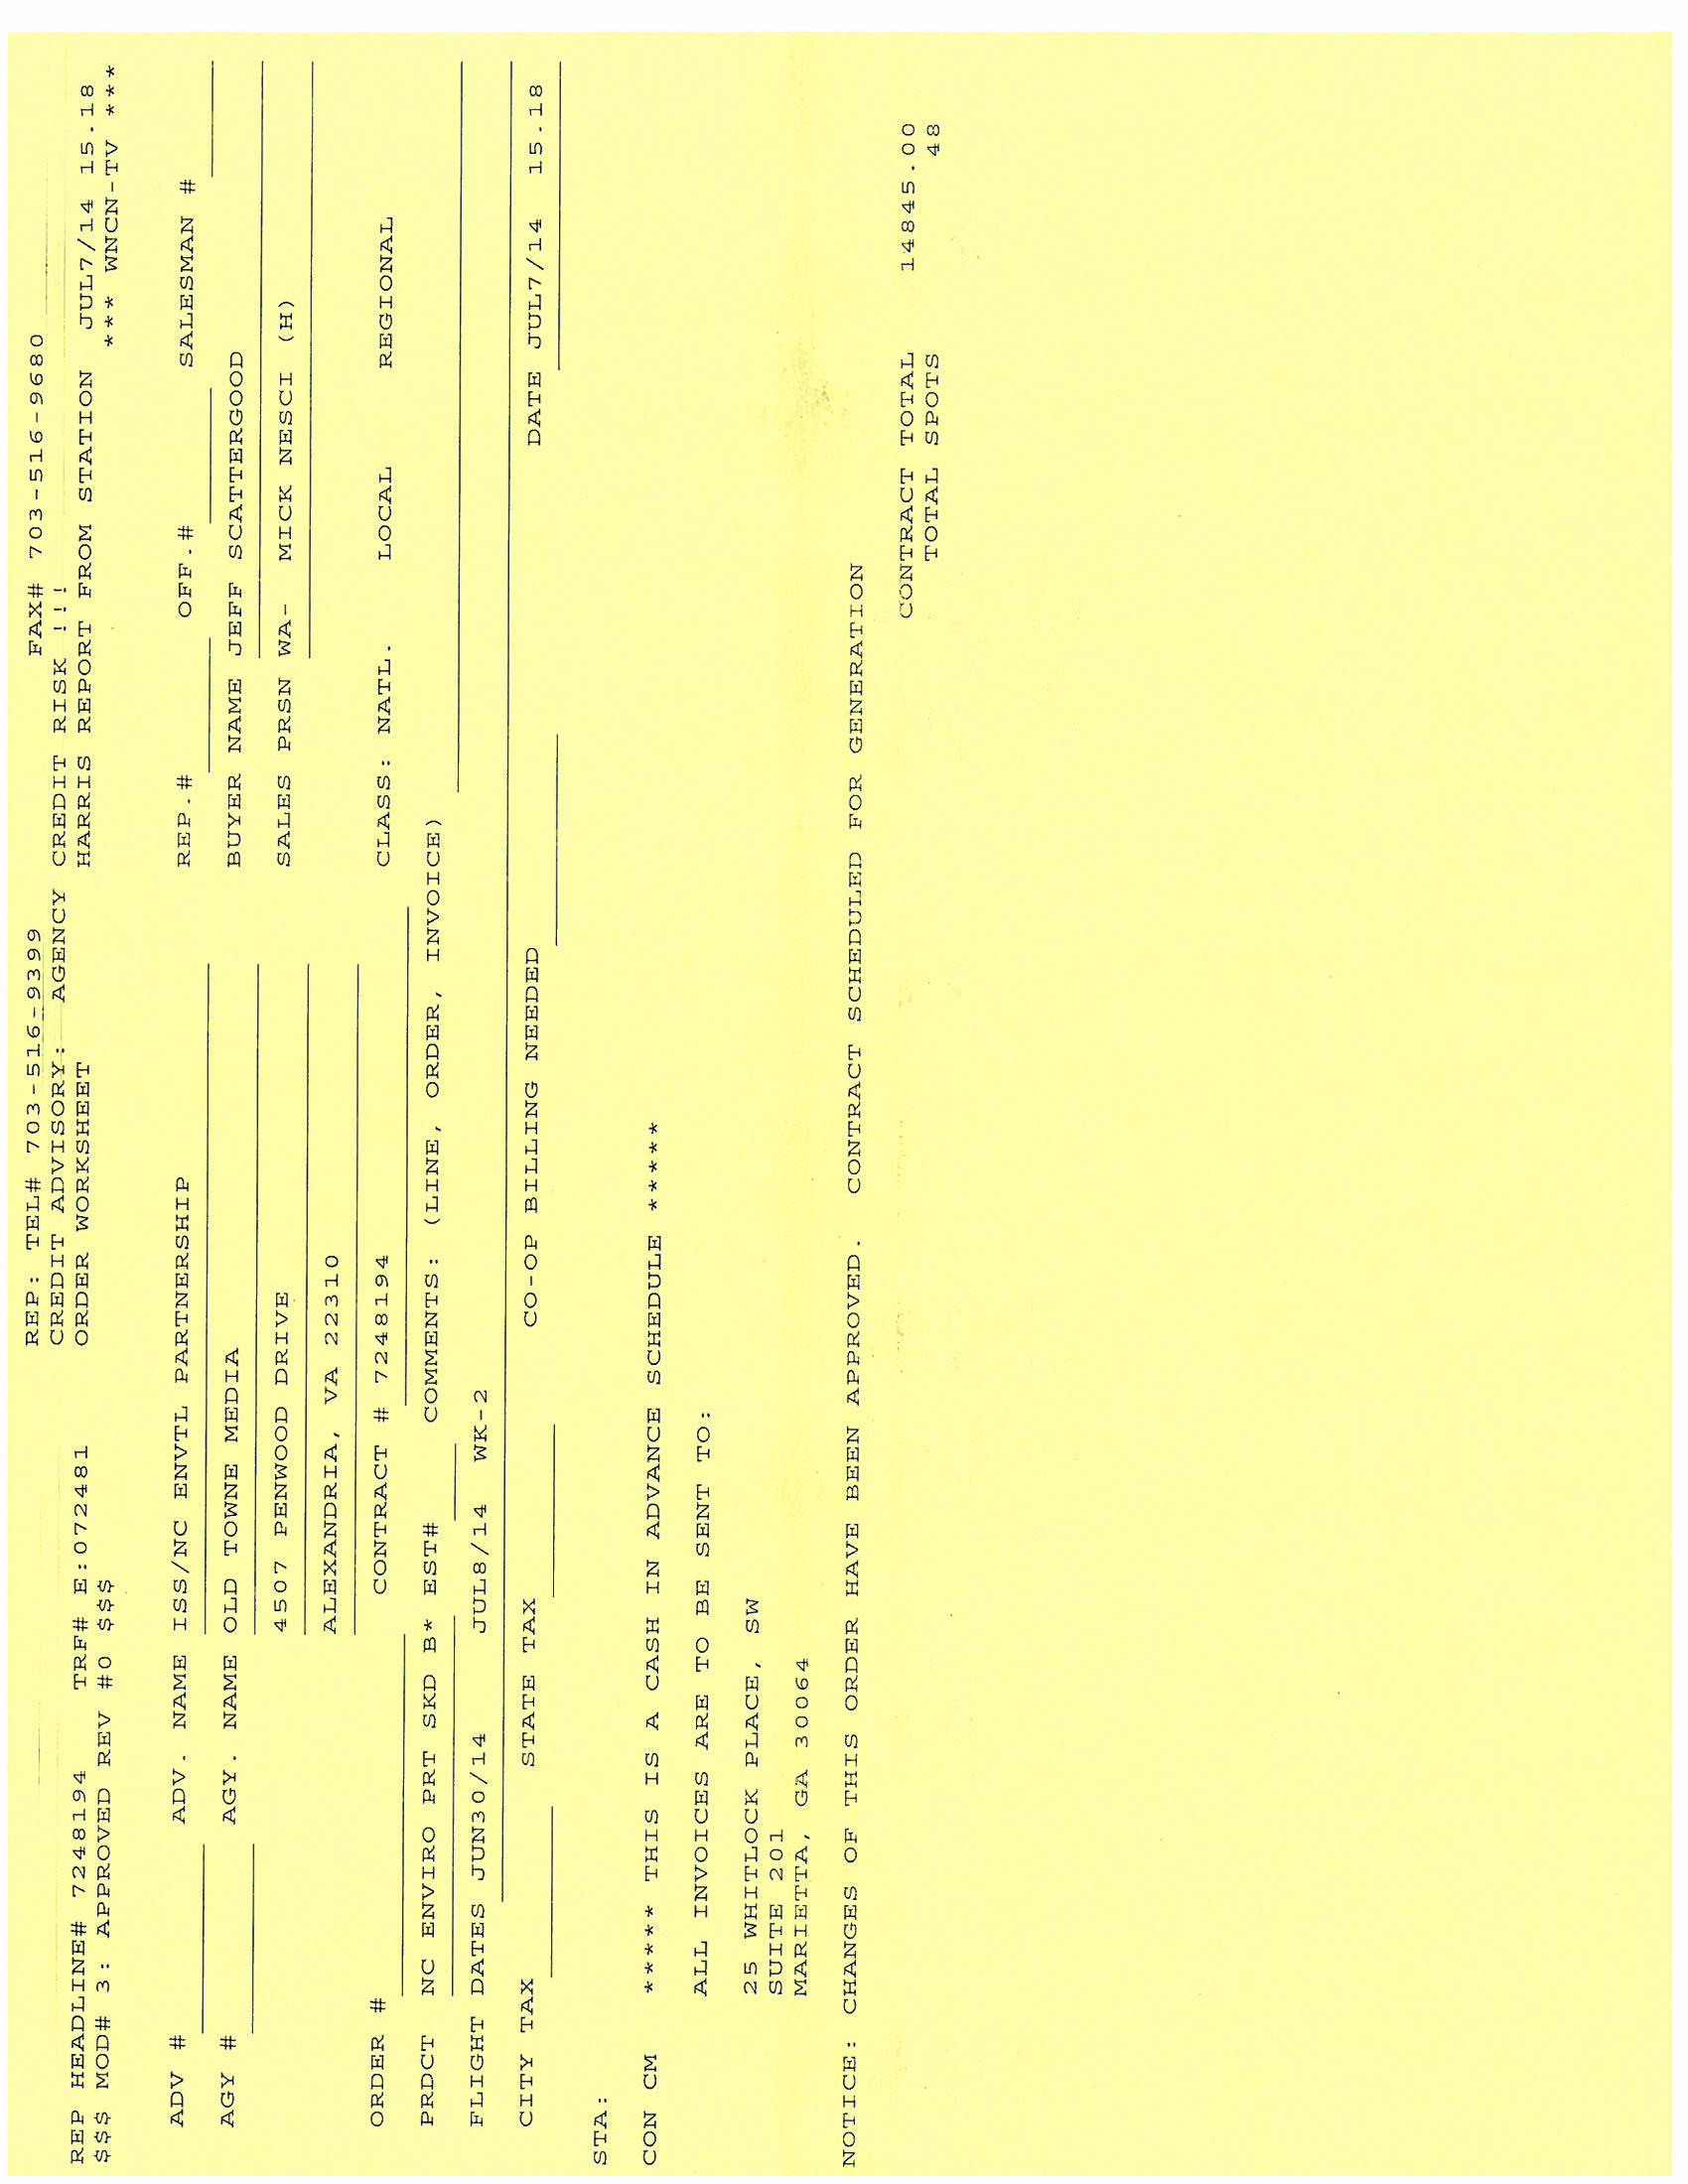 REP: TEL# 703-516-9399 FAX# 703-516-9680
CREDIT ADVISORY: AGENCY CREDIT RISK !!!
REP HEADLINE# 7248194 TRF# E:072481 ORDER WORKSHEET HARRIS REPORT FROM STATION JUL7/14 15.18
$$$ MOD# 3: APPROVED REV #0 $$$ *** WNCN-TV ***
ADV # ADV. NAME ISS/NC ENVTL PARTNERSHIP REP.# OFF.# SALESMAN #
AGY # AGY. NAME OLD TOWNE MEDIA BUYER NAME JEFF SCATTERGOOD
4507 PENWOOD DRIVE SALES PRSN WA- MICK NESCI (H)
ALEXANDRIA, VA 22310
ORDER # CONTRACT # 7248194 CLASS: NATL. LOCAL REGIONAL
PRDCT NC ENVIRO PRT SKD B* EST# COMMENTS: (LINE, ORDER, INVOICE)
FLIGHT DATES JUN30/14 JUL8/14 WK-2
CITY TAX STATE TAX CO-OP BILLING NEEDED DATE JUL7/14 15.18
STA:
CON CM ***** THIS IS A CASH IN ADVANCE SCHEDULE *****
ALL INVOICES ARE TO BE SENT TO:
25 WHITLOCK PLACE, SW
SUITE 201
MARIETTA, GA 30064
NOTICE: CHANGES OF THIS ORDER HAVE BEEN APPROVED. CONTRACT SCHEDULED FOR GENERATION
CONTRACT TOTAL 14845.00
TOTAL SPOTS 48